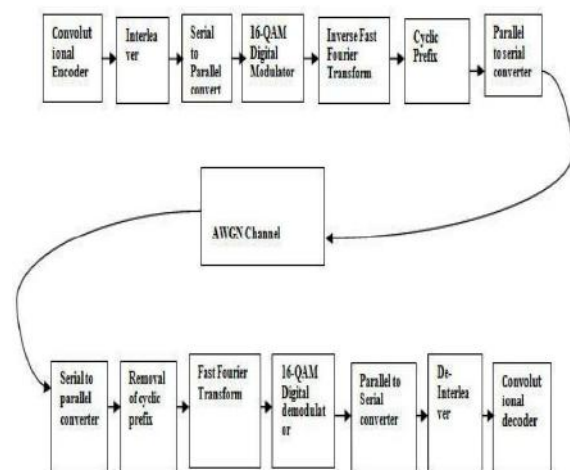 Convolut
ional
Encoder
Interlea
ver
Serial
to
Parallel
convert
16-QAM
Digital
Modulator
Inverse Fast
Fourier
Transform
Cyclic
Prefix
Parallel
to serial
converter
AWGN Channel
Serial to
parallel
converter
Removal
of cyclic
prefix
Fast Fourier
Transform
16-QAM
Digital
demodulat
or
Parallel to
Serial
converter
De-
Interlea
ver
Convolut
ional
decoder